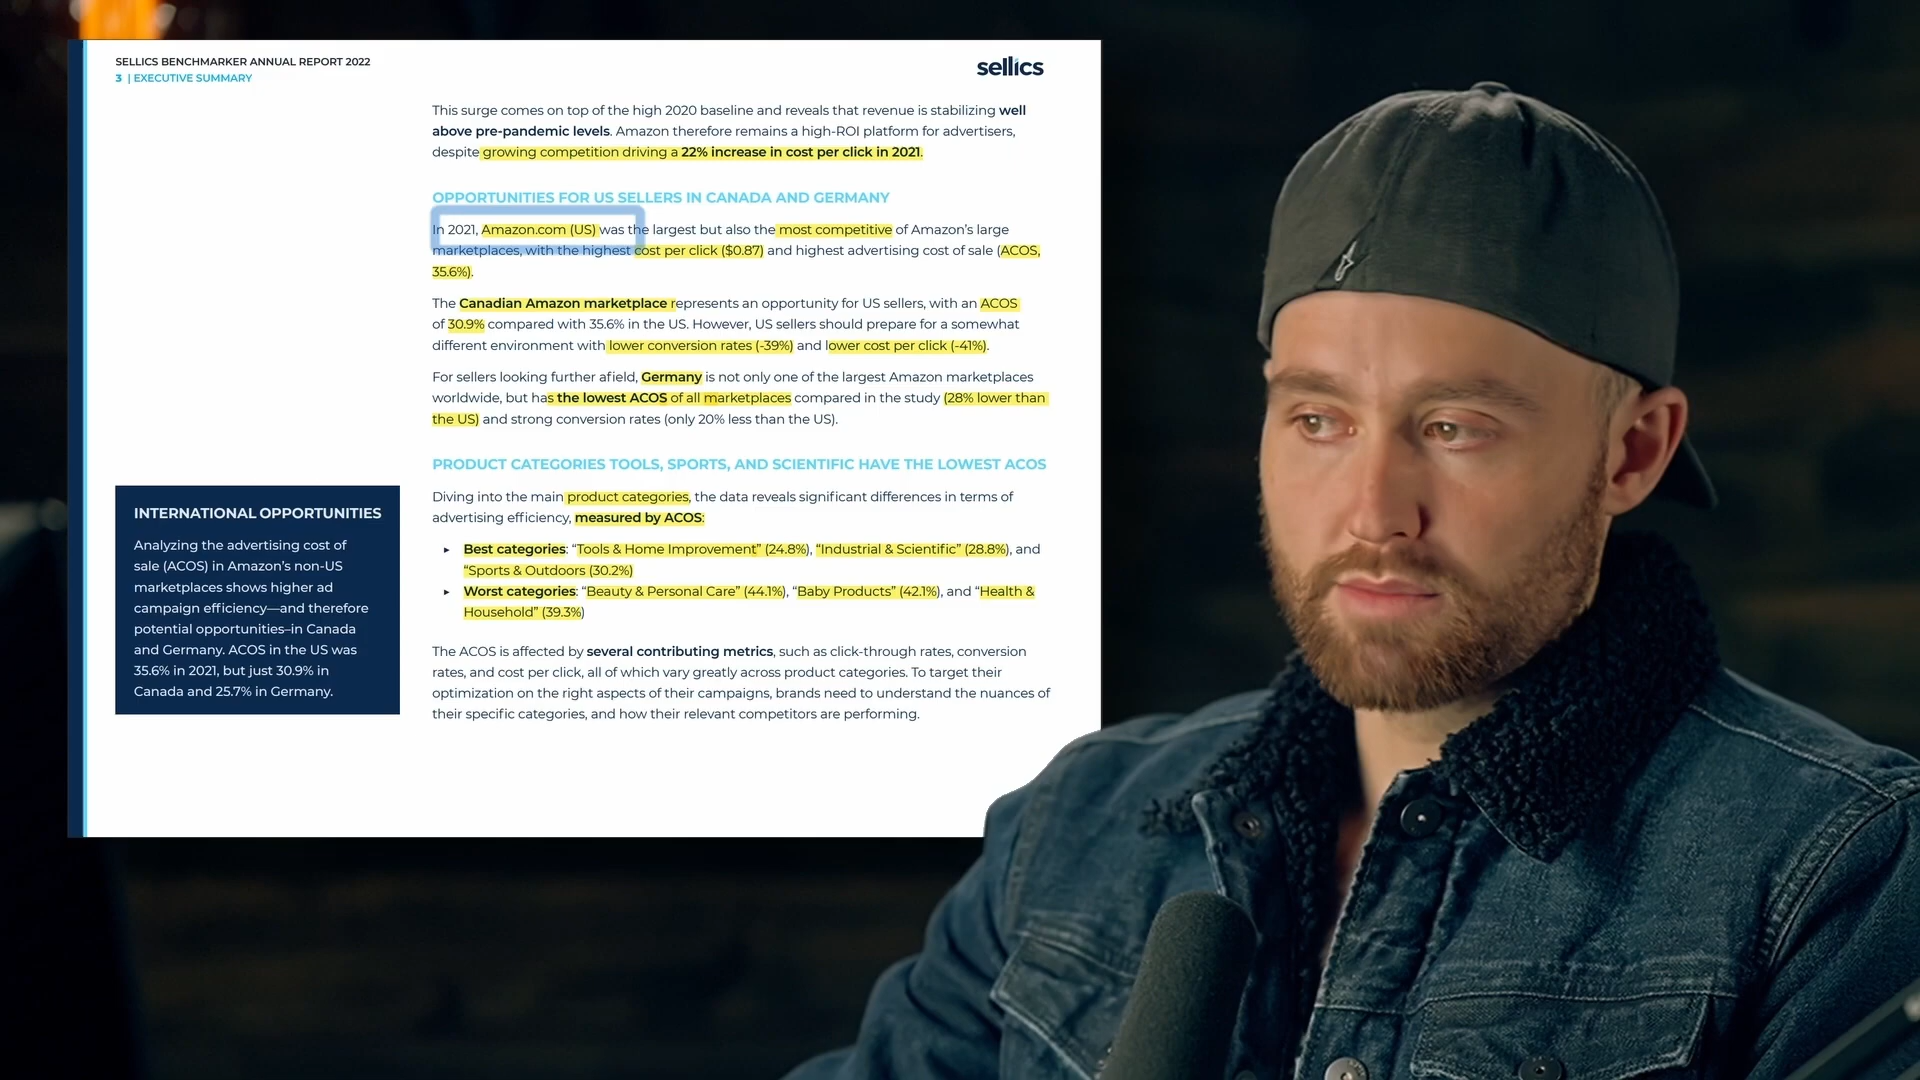 SELLICS BENCHMARKER ANNUAL REPORT 2022
3 | EXECUTIVE SUMMARY
sellics
This surge comes on top of the high 2020 baseline and reveals that revenue is stabilizing well
above pre-pandemic levels. Amazon therefore remains a high-ROI platform for advertisers,
despite growing competition driving a 22% increase in cost per click in 2021.
OPPORTUNITIES FOR US SELLERS IN CANADA AND GERMANY
In 2021, Amazon.com (US) was the largest but also the most competitive of Amazon's large
marketplaces, with the highest cost per click ($0.87) and highest advertising cost of sale (ACOS,
35.6%).
The Canadian Amazon marketplace represents an opportunity for US sellers, with an ACOS
of 30.9% compared with 35.6% in the US. However, US sellers should prepare for a somewhat
different environment with lower conversion rates (-39%) and lower cost per click (-41%).
For sellers looking further afield, Germany is not only one of the largest Amazon marketplaces
worldwide, but has the lowest ACOS of all marketplaces compared in the study (28% lower than
the US) and strong conversion rates (only 20% less than the US).
PRODUCT CATEGORIES TOOLS, SPORTS, AND SCIENTIFIC HAVE THE LOWEST ACOS
Diving into the main product categories, the data reveals significant differences in terms of
advertising efficiency, measured by ACOS:
▸ Best categories: “Tools & Home Improvement” (24.8%), “Industrial & Scientific” (28.8%), and
“Sports & Outdoors (30.2%)
▸ Worst categories: “Beauty & Personal Care” (44.1%), “Baby Products” (42.1%), and “Health &
Household” (39.3%)
The ACOS is affected by several contributing metrics, such as click-through rates, conversion
rates, and cost per click, all of which vary greatly across product categories. To target their
optimization on the right aspects of their campaigns, brands need to understand the nuances of
their specific categories, and how their relevant competitors are performing.
INTERNATIONAL OPPORTUNITIES
Analyzing the advertising cost of
sale (ACOS) in Amazon's non-US
marketplaces shows higher ad
campaign efficiency—and therefore
potential opportunities–in Canada
and Germany. ACOS in the US was
35.6% in 2021, but just 30.9% in
Canada and 25.7% in Germany.